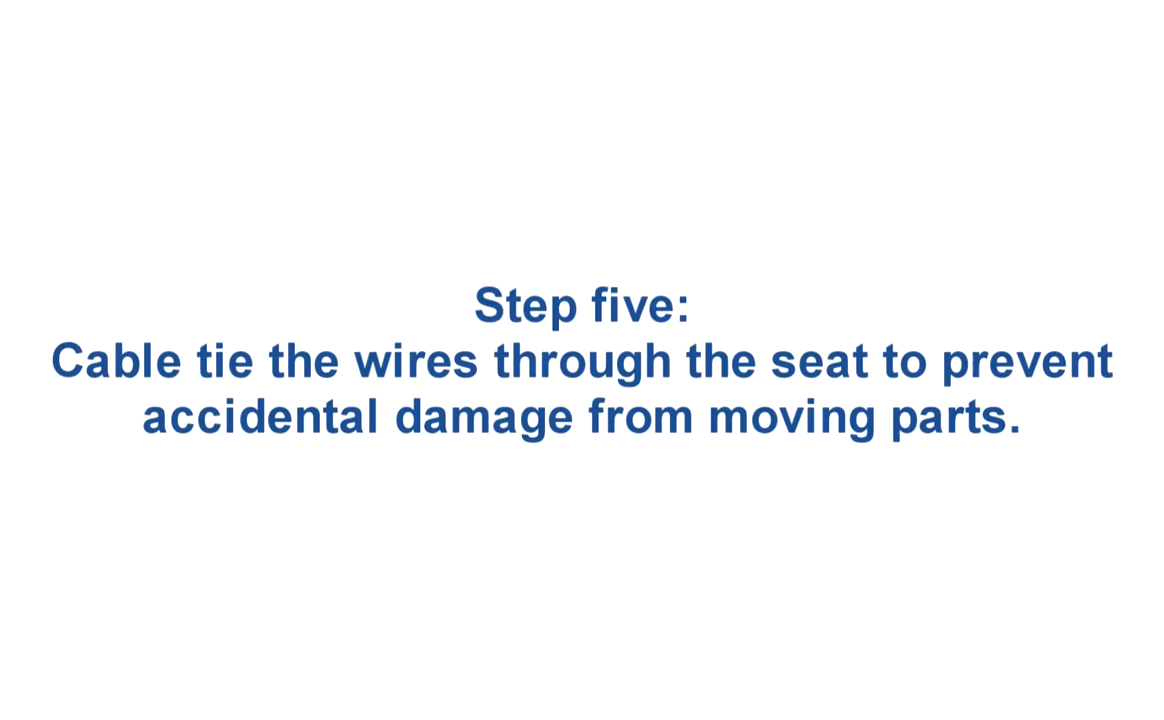 Step five:
Cable tie the wires through the seat to prevent
accidental damage from moving parts.